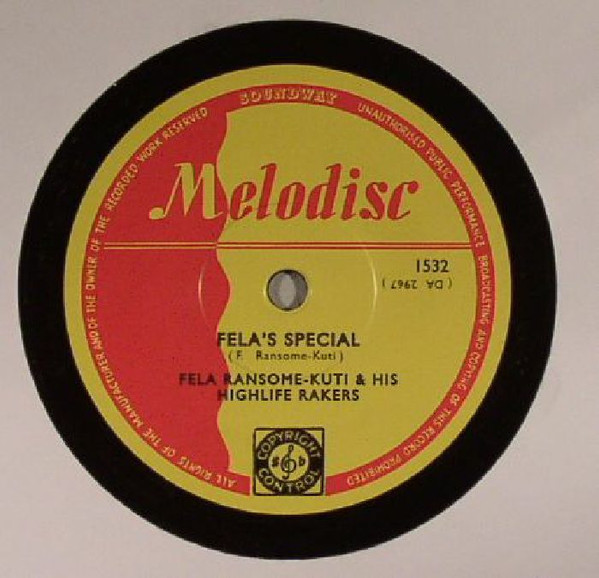 SOUNDWAY
ALL RIGHTS OF THE MANUFACTURER AND OF THE OWNER OF THE RECORDED WORK RESERVED
UNAUTHORISED PUBLIC PERFORMANCE BROADCASTING AND COPYING OF THIS RECORD PROHIBITED
Melodisc
1532
( DA 2967 )
FELA'S SPECIAL
( F. Ransome-Kuti )
FELA RANSOME-KUTI & HIS
HIGHLIFE RAKERS
COPYRIGHT
CONTROL